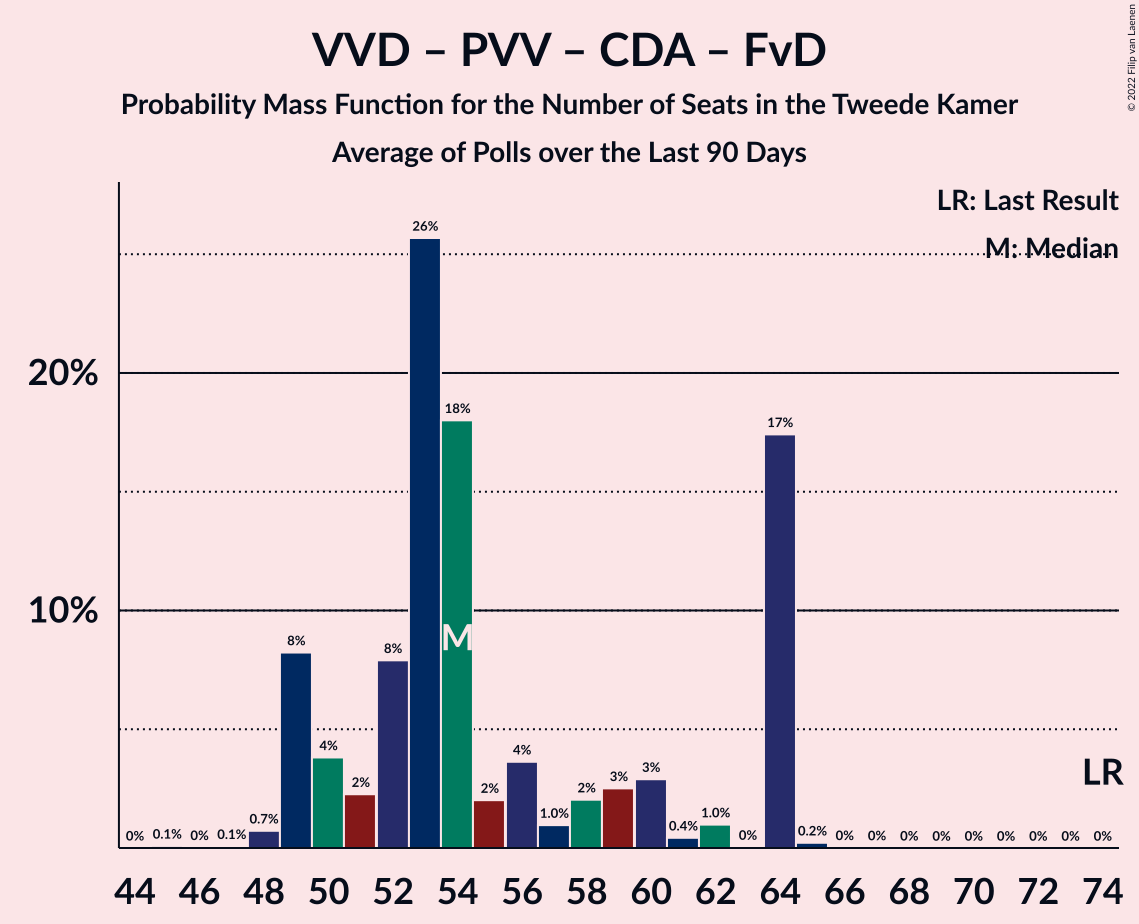 VVD – PVV – CDA – FvD
Probability Mass Function for the Number of Seats in the Tweede Kamer
Average of Polls over the Last 90 Days
© 2022 Filip van Laenen
LR: Last Result
M: Median
20%
10%
0% 0.1% 0% 0.1% 0.7% 8% 4% 2% 8% 26% 18% 2% 4% 1.0% 2% 3% 3% 0.4% 1.0% 0% 17% 0.2% 0% 0% 0% 0% 0% 0% 0% 0% 0%
M
LR
44 46 48 50 52 54 56 58 60 62 64 66 68 70 72 74